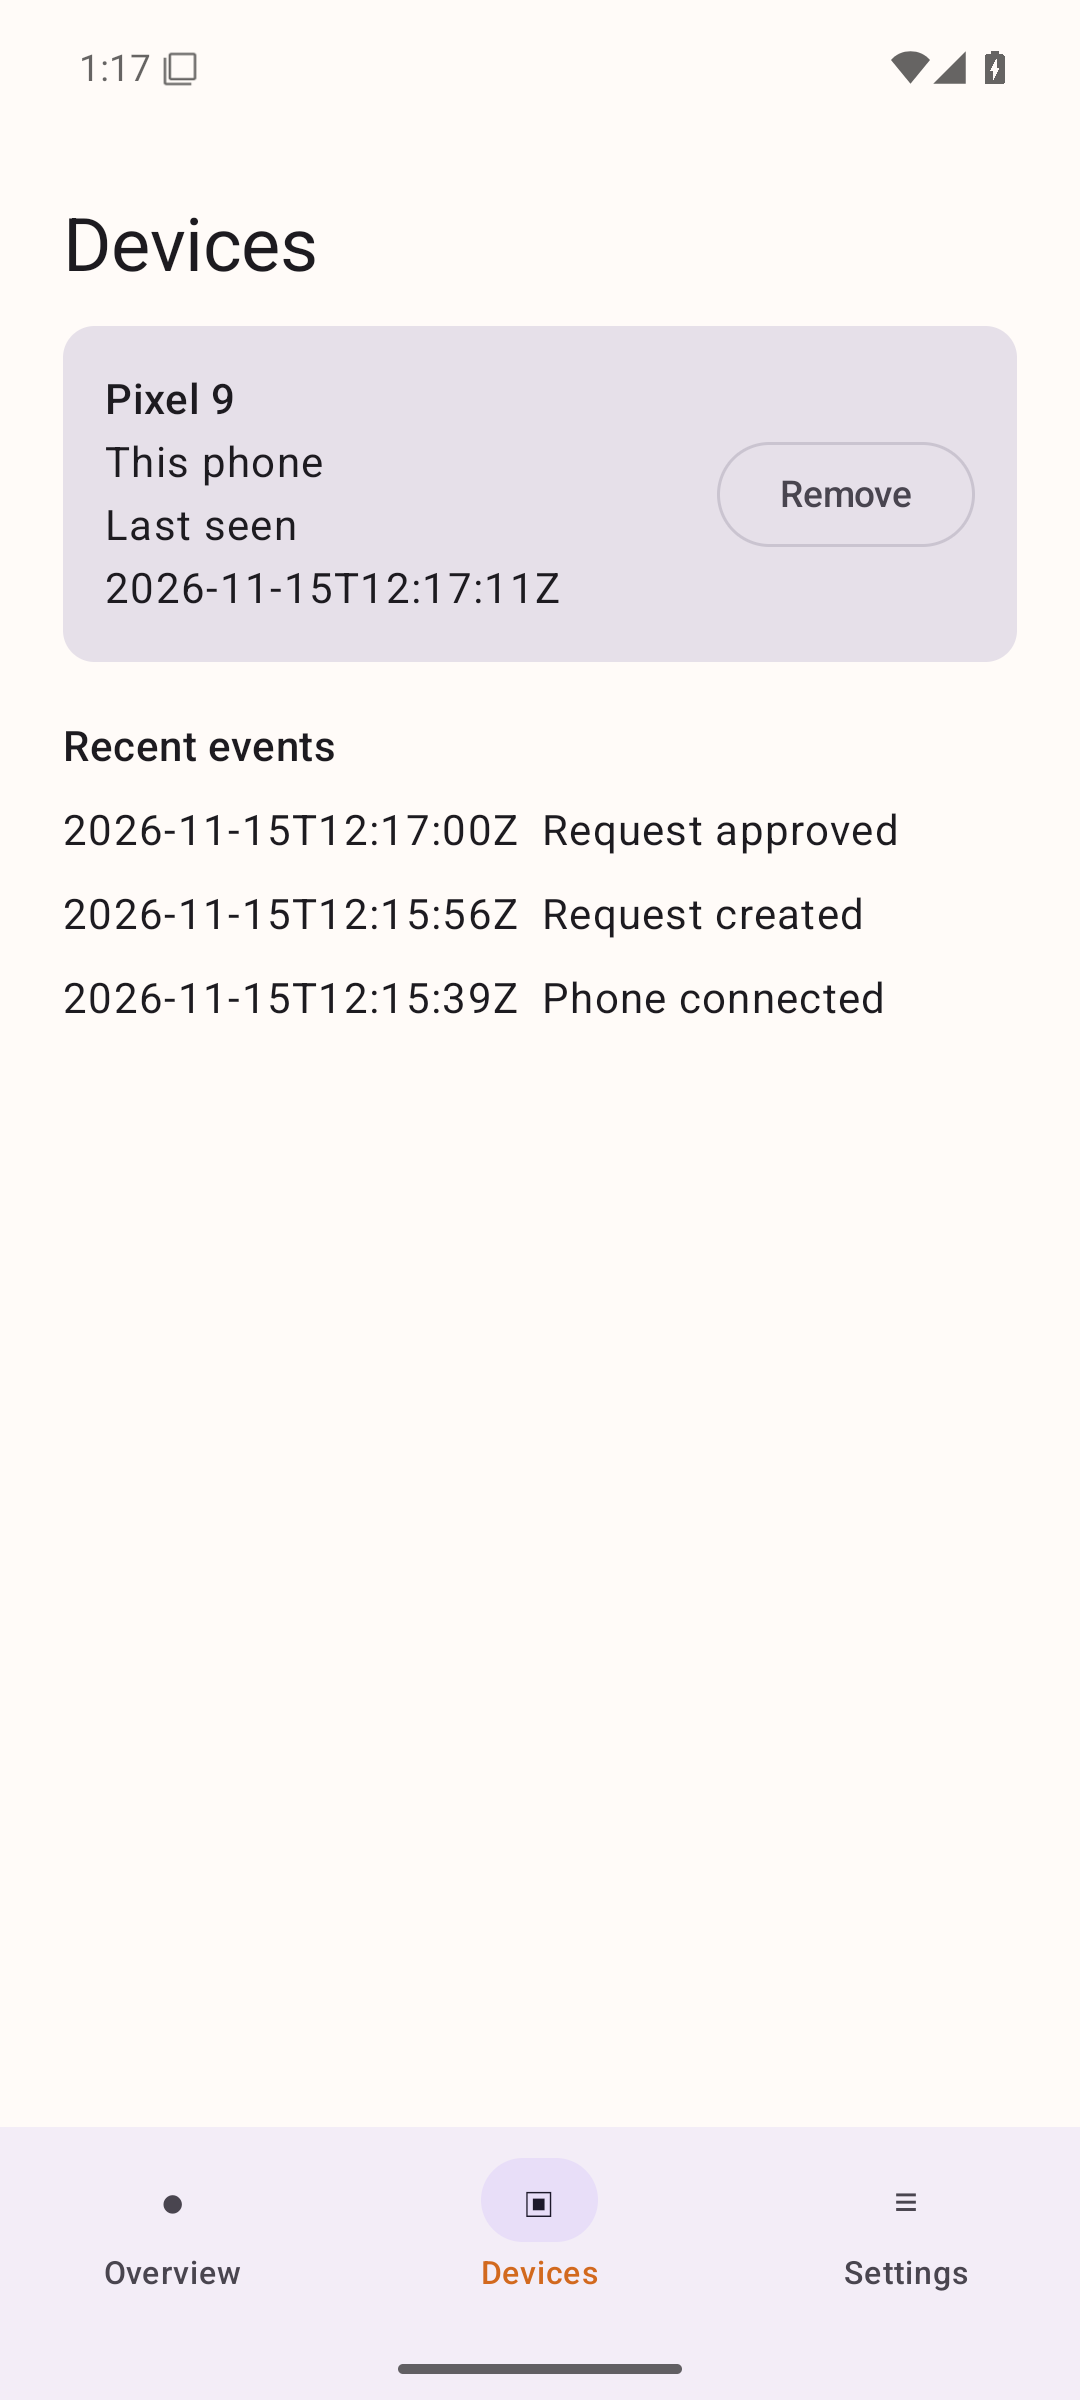 1:17
Devices
Pixel 9
This phone
Last seen
2026-11-15T12:17:11Z
Remove
Recent events
2026-11-15T12:17:00Z Request approved
2026-11-15T12:15:56Z Request created
2026-11-15T12:15:39Z Phone connected
Overview
Devices
Settings